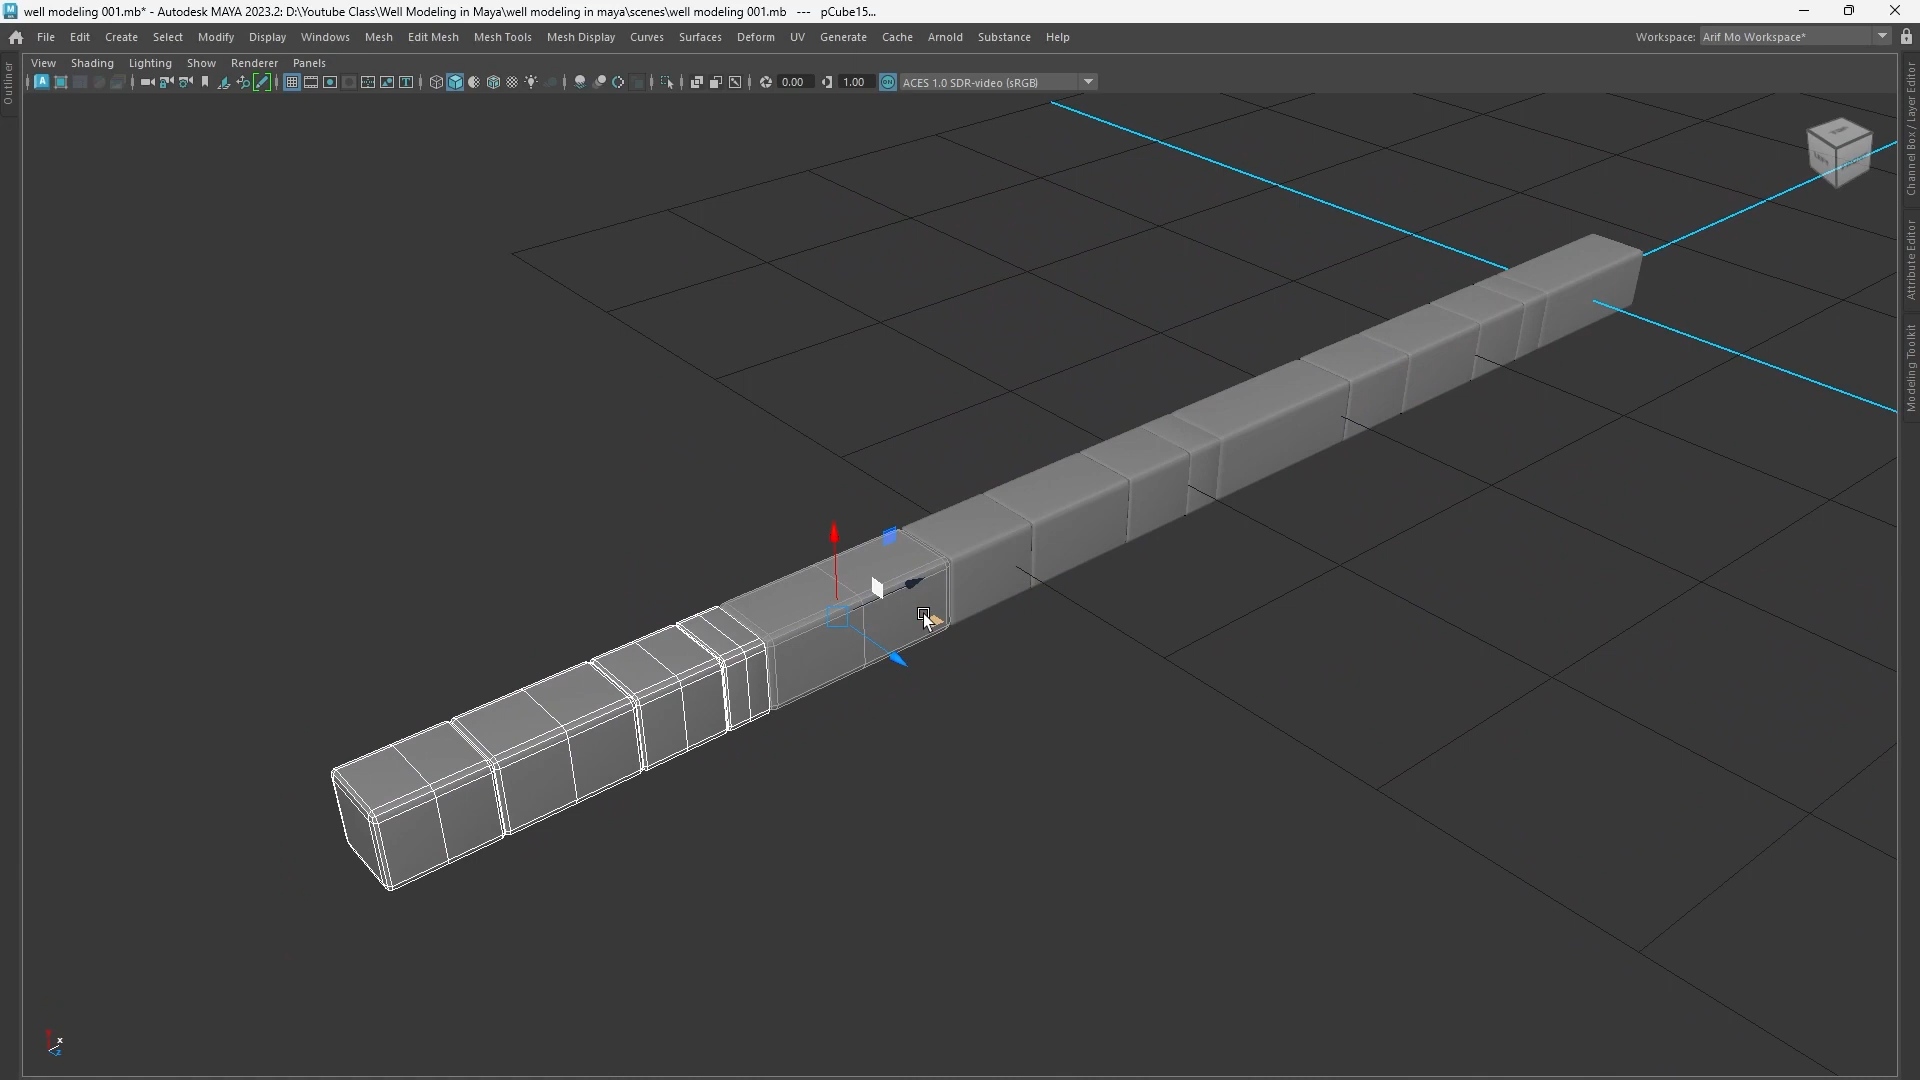 well modeling 001.mb* - Autodesk MAYA 2023.2: D:\Youtube Class\Well Modeling in Maya\well modeling in maya\scenes\well modeling 001.mb   ---   pCube15...
File Edit Create Select Modify Display Windows Mesh Edit Mesh Mesh Tools Mesh Display Curves Surfaces Deform UV Generate Cache Arnold Substance Help Workspace: Arif Mo Workspace*
View Shading Lighting Show Renderer Panels
0.00 1.00 ON ACES 1.0 SDR-video (sRGB)
Outliner
Channel Box / Layer Editor
Attribute Editor
Modeling Toolkit
x
z